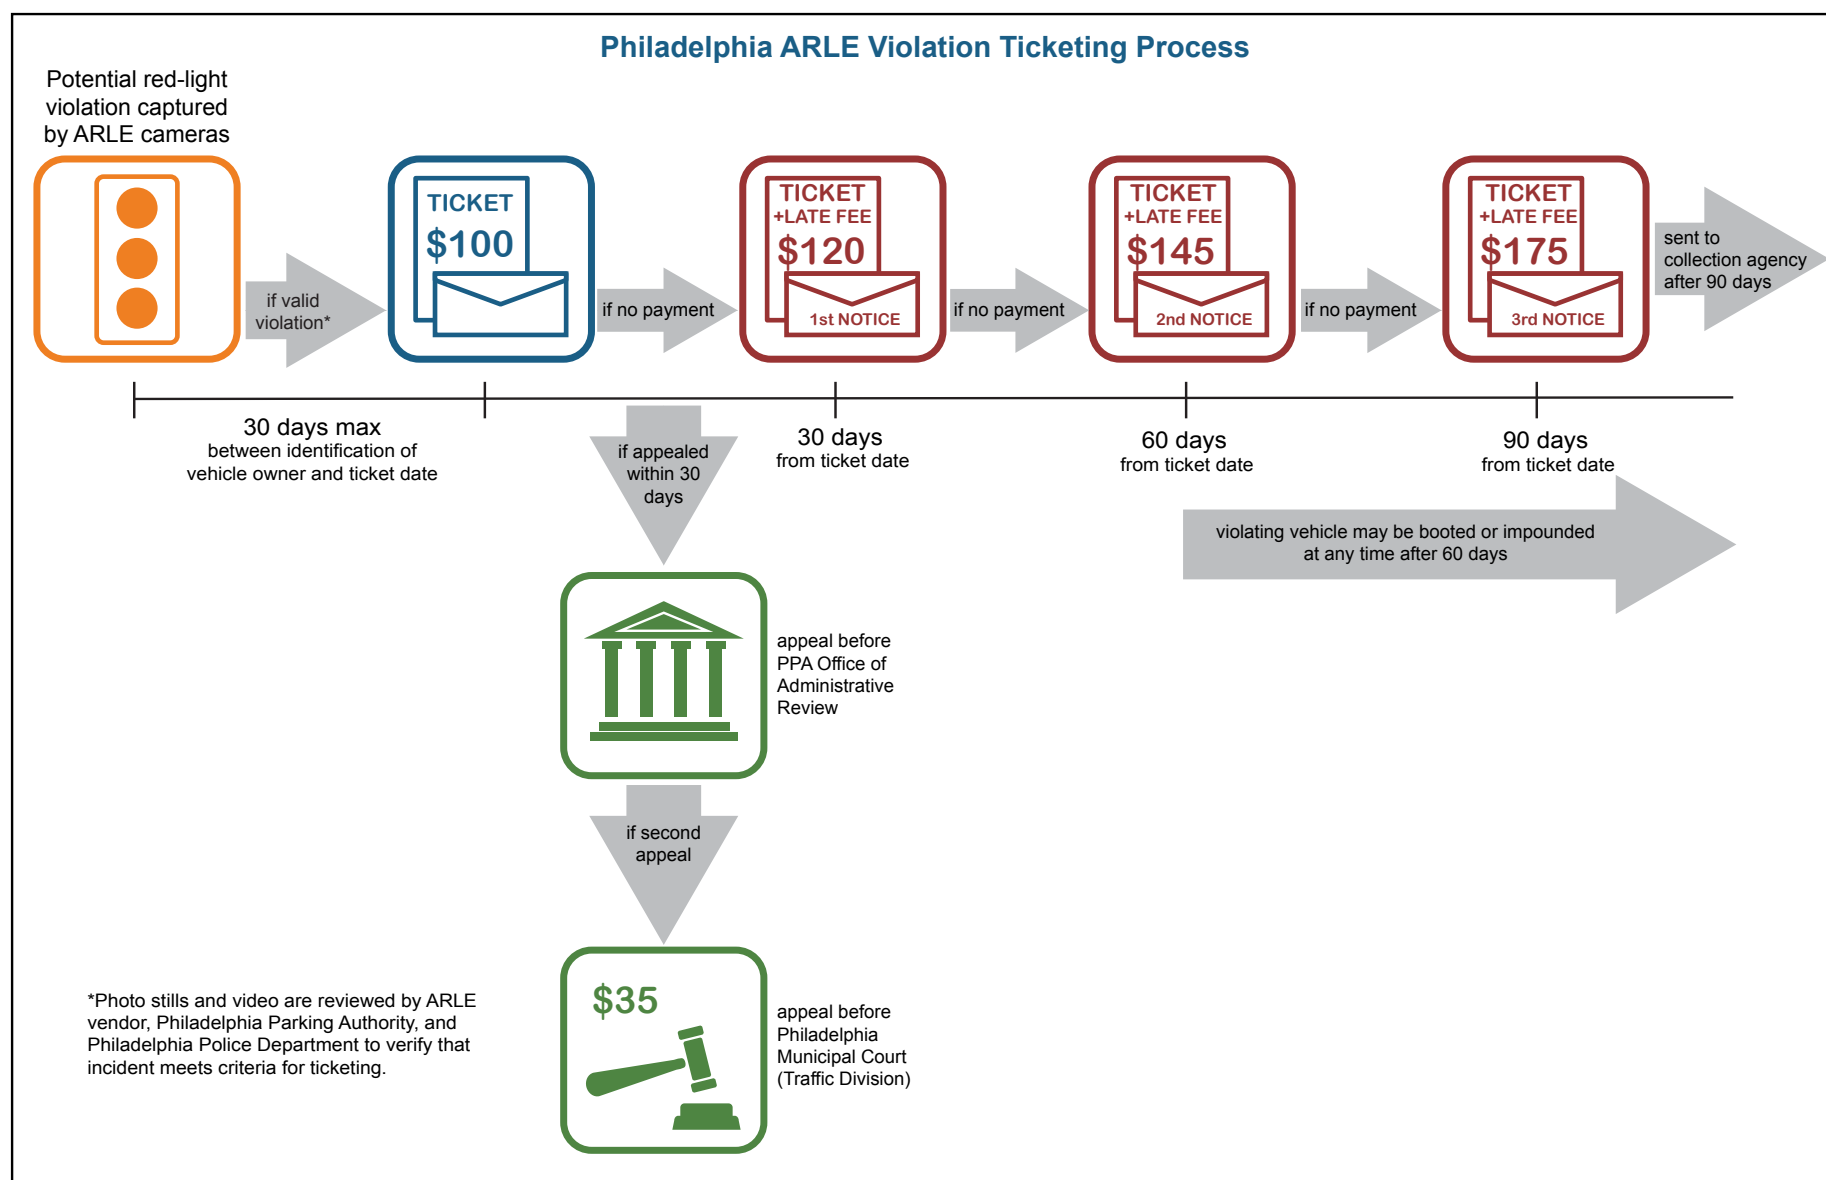 Philadelphia ARLE Violation Ticketing Process
Potential red-light
violation captured
by ARLE cameras
if valid
violation*
TICKET
$100
if no payment
TICKET
+LATE FEE
$120
1st NOTICE
if no payment
TICKET
+LATE FEE
$145
2nd NOTICE
if no payment
TICKET
+LATE FEE
$175
3rd NOTICE
sent to
collection agency
after 90 days
30 days max
between identification of
vehicle owner and ticket date
if appealed
within 30
days
30 days
from ticket date
60 days
from ticket date
90 days
from ticket date
violating vehicle may be booted or impounded
at any time after 60 days
appeal before
PPA Office of
Administrative
Review
if second
appeal
$35
appeal before
Philadelphia
Municipal Court
(Traffic Division)
*Photo stills and video are reviewed by ARLE
vendor, Philadelphia Parking Authority, and
Philadelphia Police Department to verify that
incident meets criteria for ticketing.